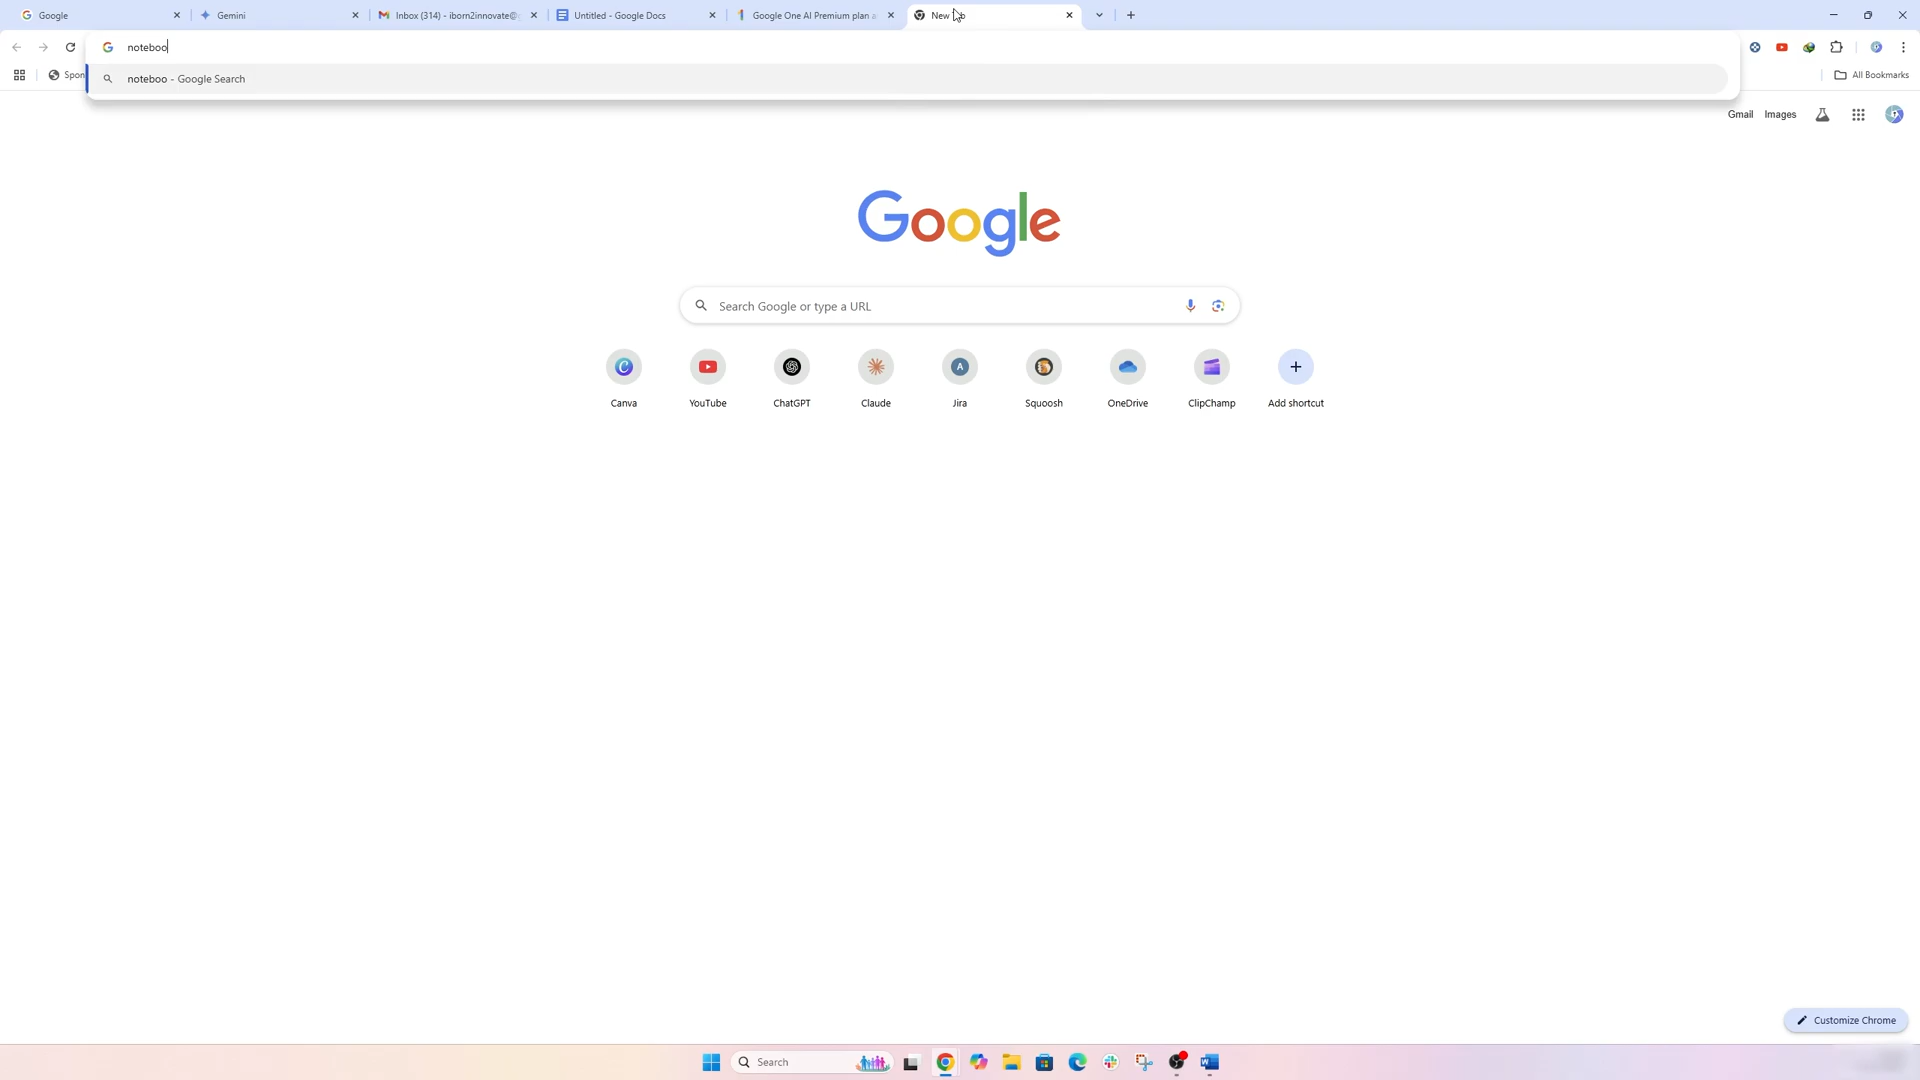 Google
Gemini
Inbox (314) - iborn2innovate@
Untitled - Google Docs
Google One AI Premium plan a
New
noteboo
noteboo - Google Search
Spon
All Bookmarks
Gmail
Images
Google
Search Google or type a URL
Canva
YouTube
ChatGPT
Claude
A
Jira
Squoosh
OneDrive
ClipChamp
Add shortcut
Customize Chrome
Search